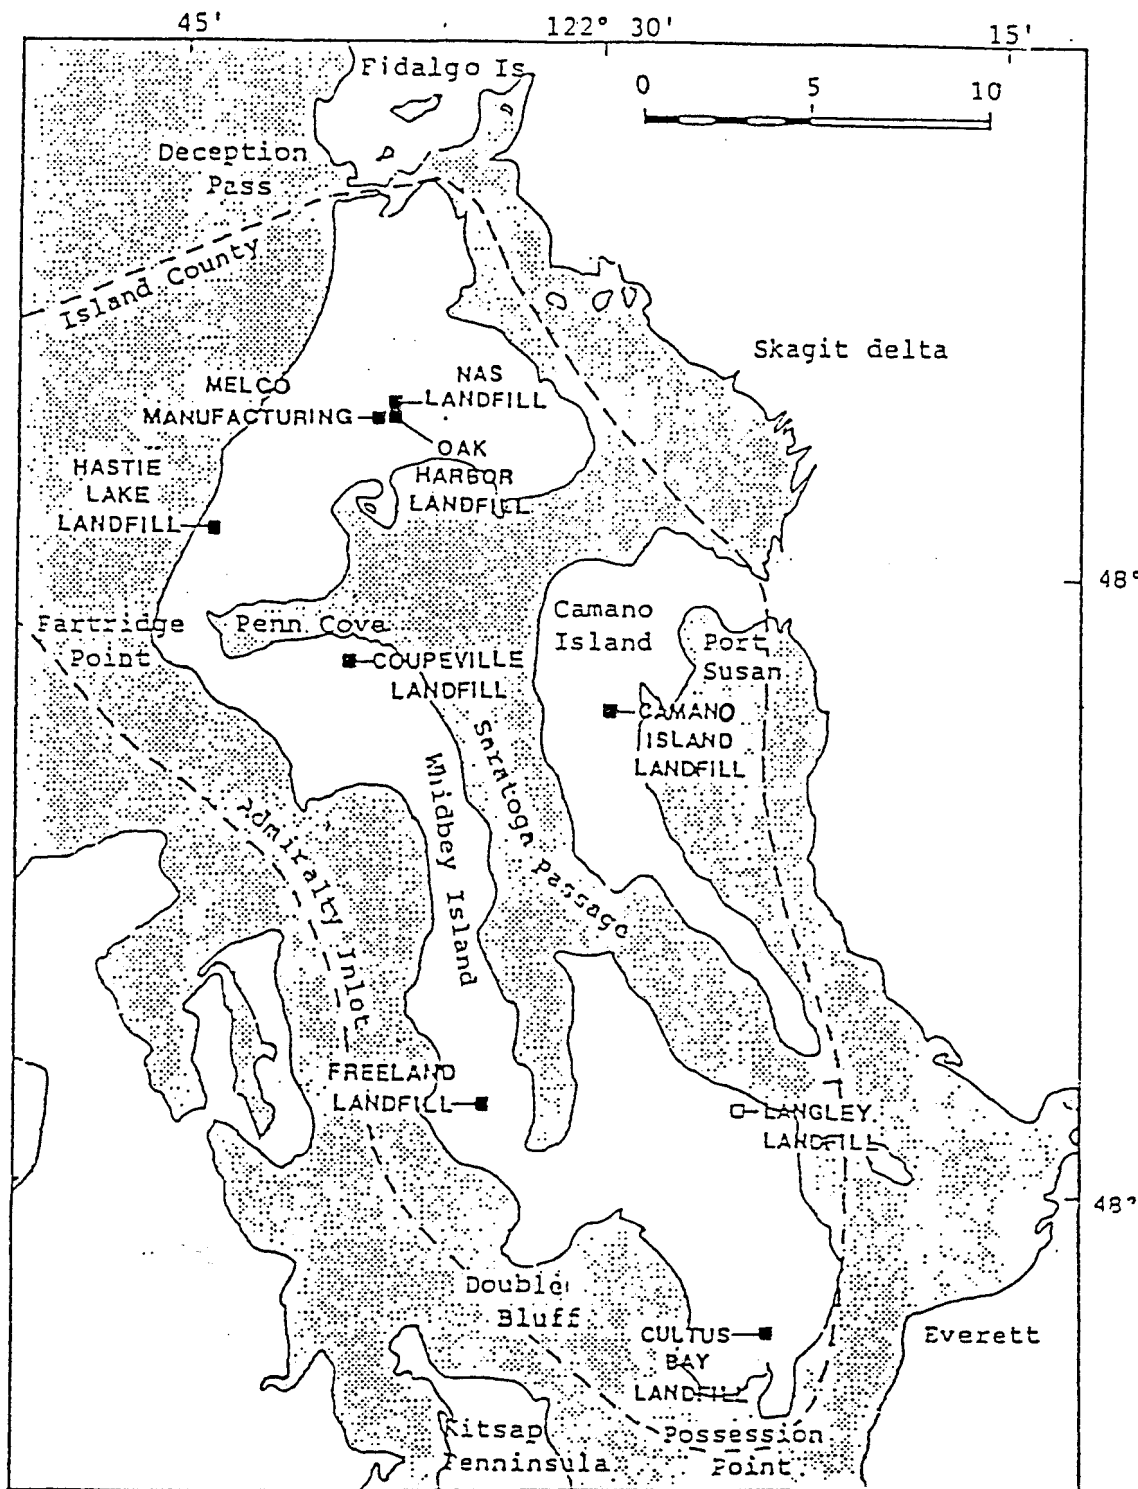 45'
122° 30'
15'
Fidalgo Is
0 5 10
Deception
Pass
Island County
Skagit delta
MELCO
MANUFACTURING
NAS
LANDFILL
OAK
HARBOR
LANDFILL
HASTIE
LAKE
LANDFILL
48°
Partridge
Point
Penn Cove
Camano
Island
Port
Susan
COUPEVILLE
LANDFILL
CAMANO
ISLAND
LANDFILL
Saratoga Passage
Whidbey Island
Admiralty Inlet
FREELAND
LANDFILL
LANGLEY
LANDFILL
48°
Double
Bluff
CULTUS
BAY
LANDFILL
Everett
Kitsap
Penninsula
Possession
Point